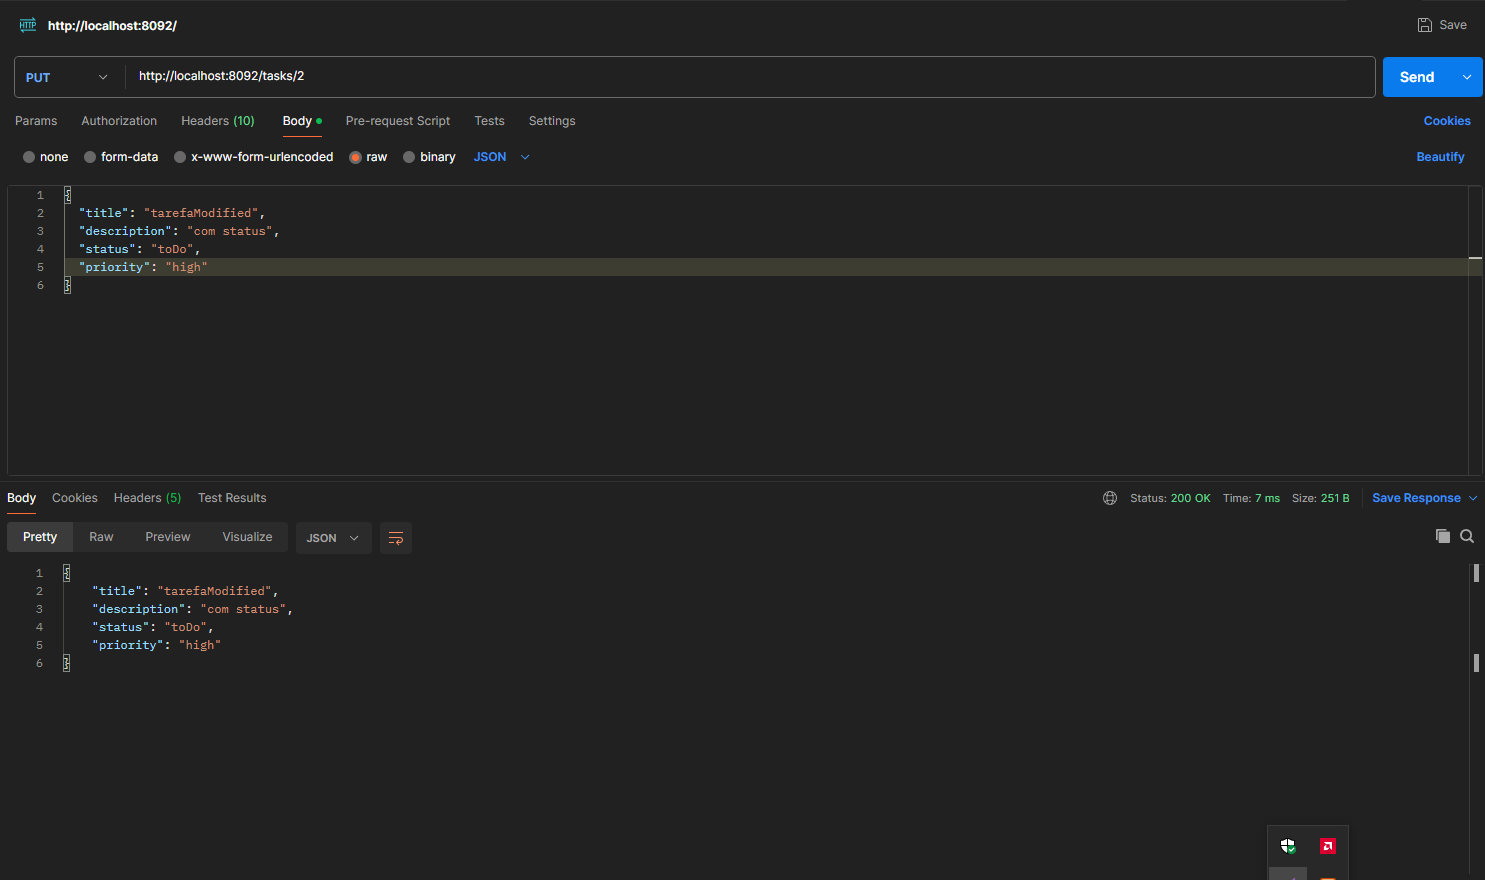 HTTP http://localhost:8092/ Save
PUT http://localhost:8092/tasks/2 Send
Params Authorization Headers (10) Body Pre-request Script Tests Settings Cookies
none form-data x-www-form-urlencoded raw binary JSON Beautify
1 {
2 "title": "tarefaModified",
3 "description": "com status",
4 "status": "toDo",
5 "priority": "high"
6 }
Body Cookies Headers (5) Test Results Status: 200 OK Time: 7 ms Size: 251 B Save Response
Pretty Raw Preview Visualize JSON
1 {
2 "title": "tarefaModified",
3 "description": "com status",
4 "status": "toDo",
5 "priority": "high"
6 }